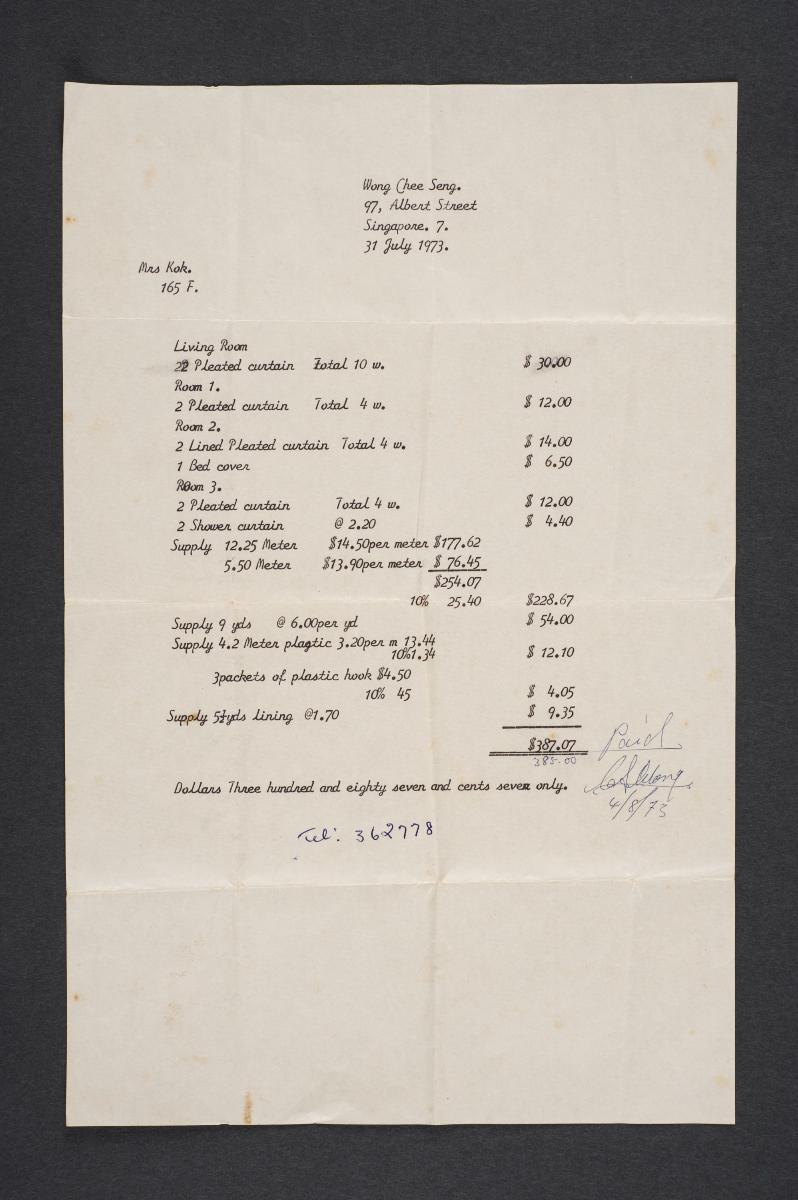 Wong Chee Seng.
97, Albert Street
Singapore. 7.
31 July 1973.
Mrs Kok.
165 F.
Living Room
22 Pleated curtain Total 10 w. $ 30.00
Room 1.
2 Pleated curtain Total 4 w. $ 12.00
Room 2.
2 Lined Pleated curtain Total 4 w. $ 14.00
1 Bed cover $ 6.50
Room 3.
2 Pleated curtain Total 4 w. $ 12.00
2 Shower curtain @ 2.20 $ 4.40
Supply 12.25 Meter $14.50per meter $177.62
5.50 Meter $13.90per meter $ 76.45
$254.07
10% 25.40 $228.67
Supply 9 yds @ 6.00per yd $ 54.00
Supply 4.2 Meter plastic 3.20per m 13.44
10%1.34 $ 12.10
3packets of plastic hook $4.50
10% 45 $ 4.05
Supply 5½yds lining @1.70 $ 9.35
$387.07
385.00
Paid
4/8/73
Dollars Three hundred and eighty seven and cents seven only.
Tel: 362778